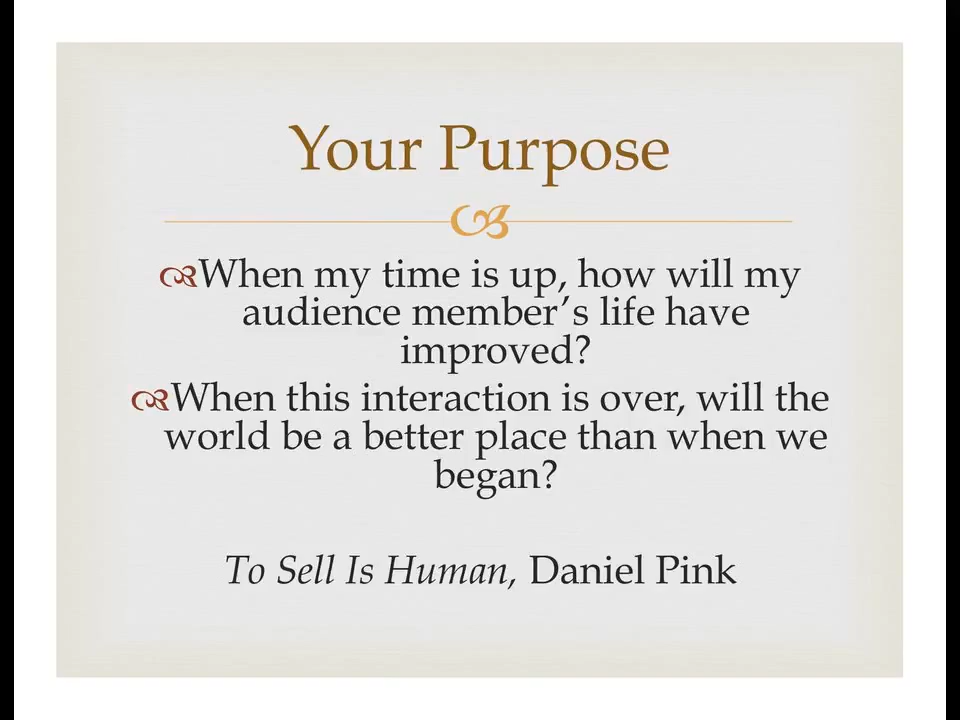 Your Purpose
When my time is up, how will my
audience member’s life have
improved?
When this interaction is over, will the
world be a better place than when we
began?
To Sell Is Human, Daniel Pink